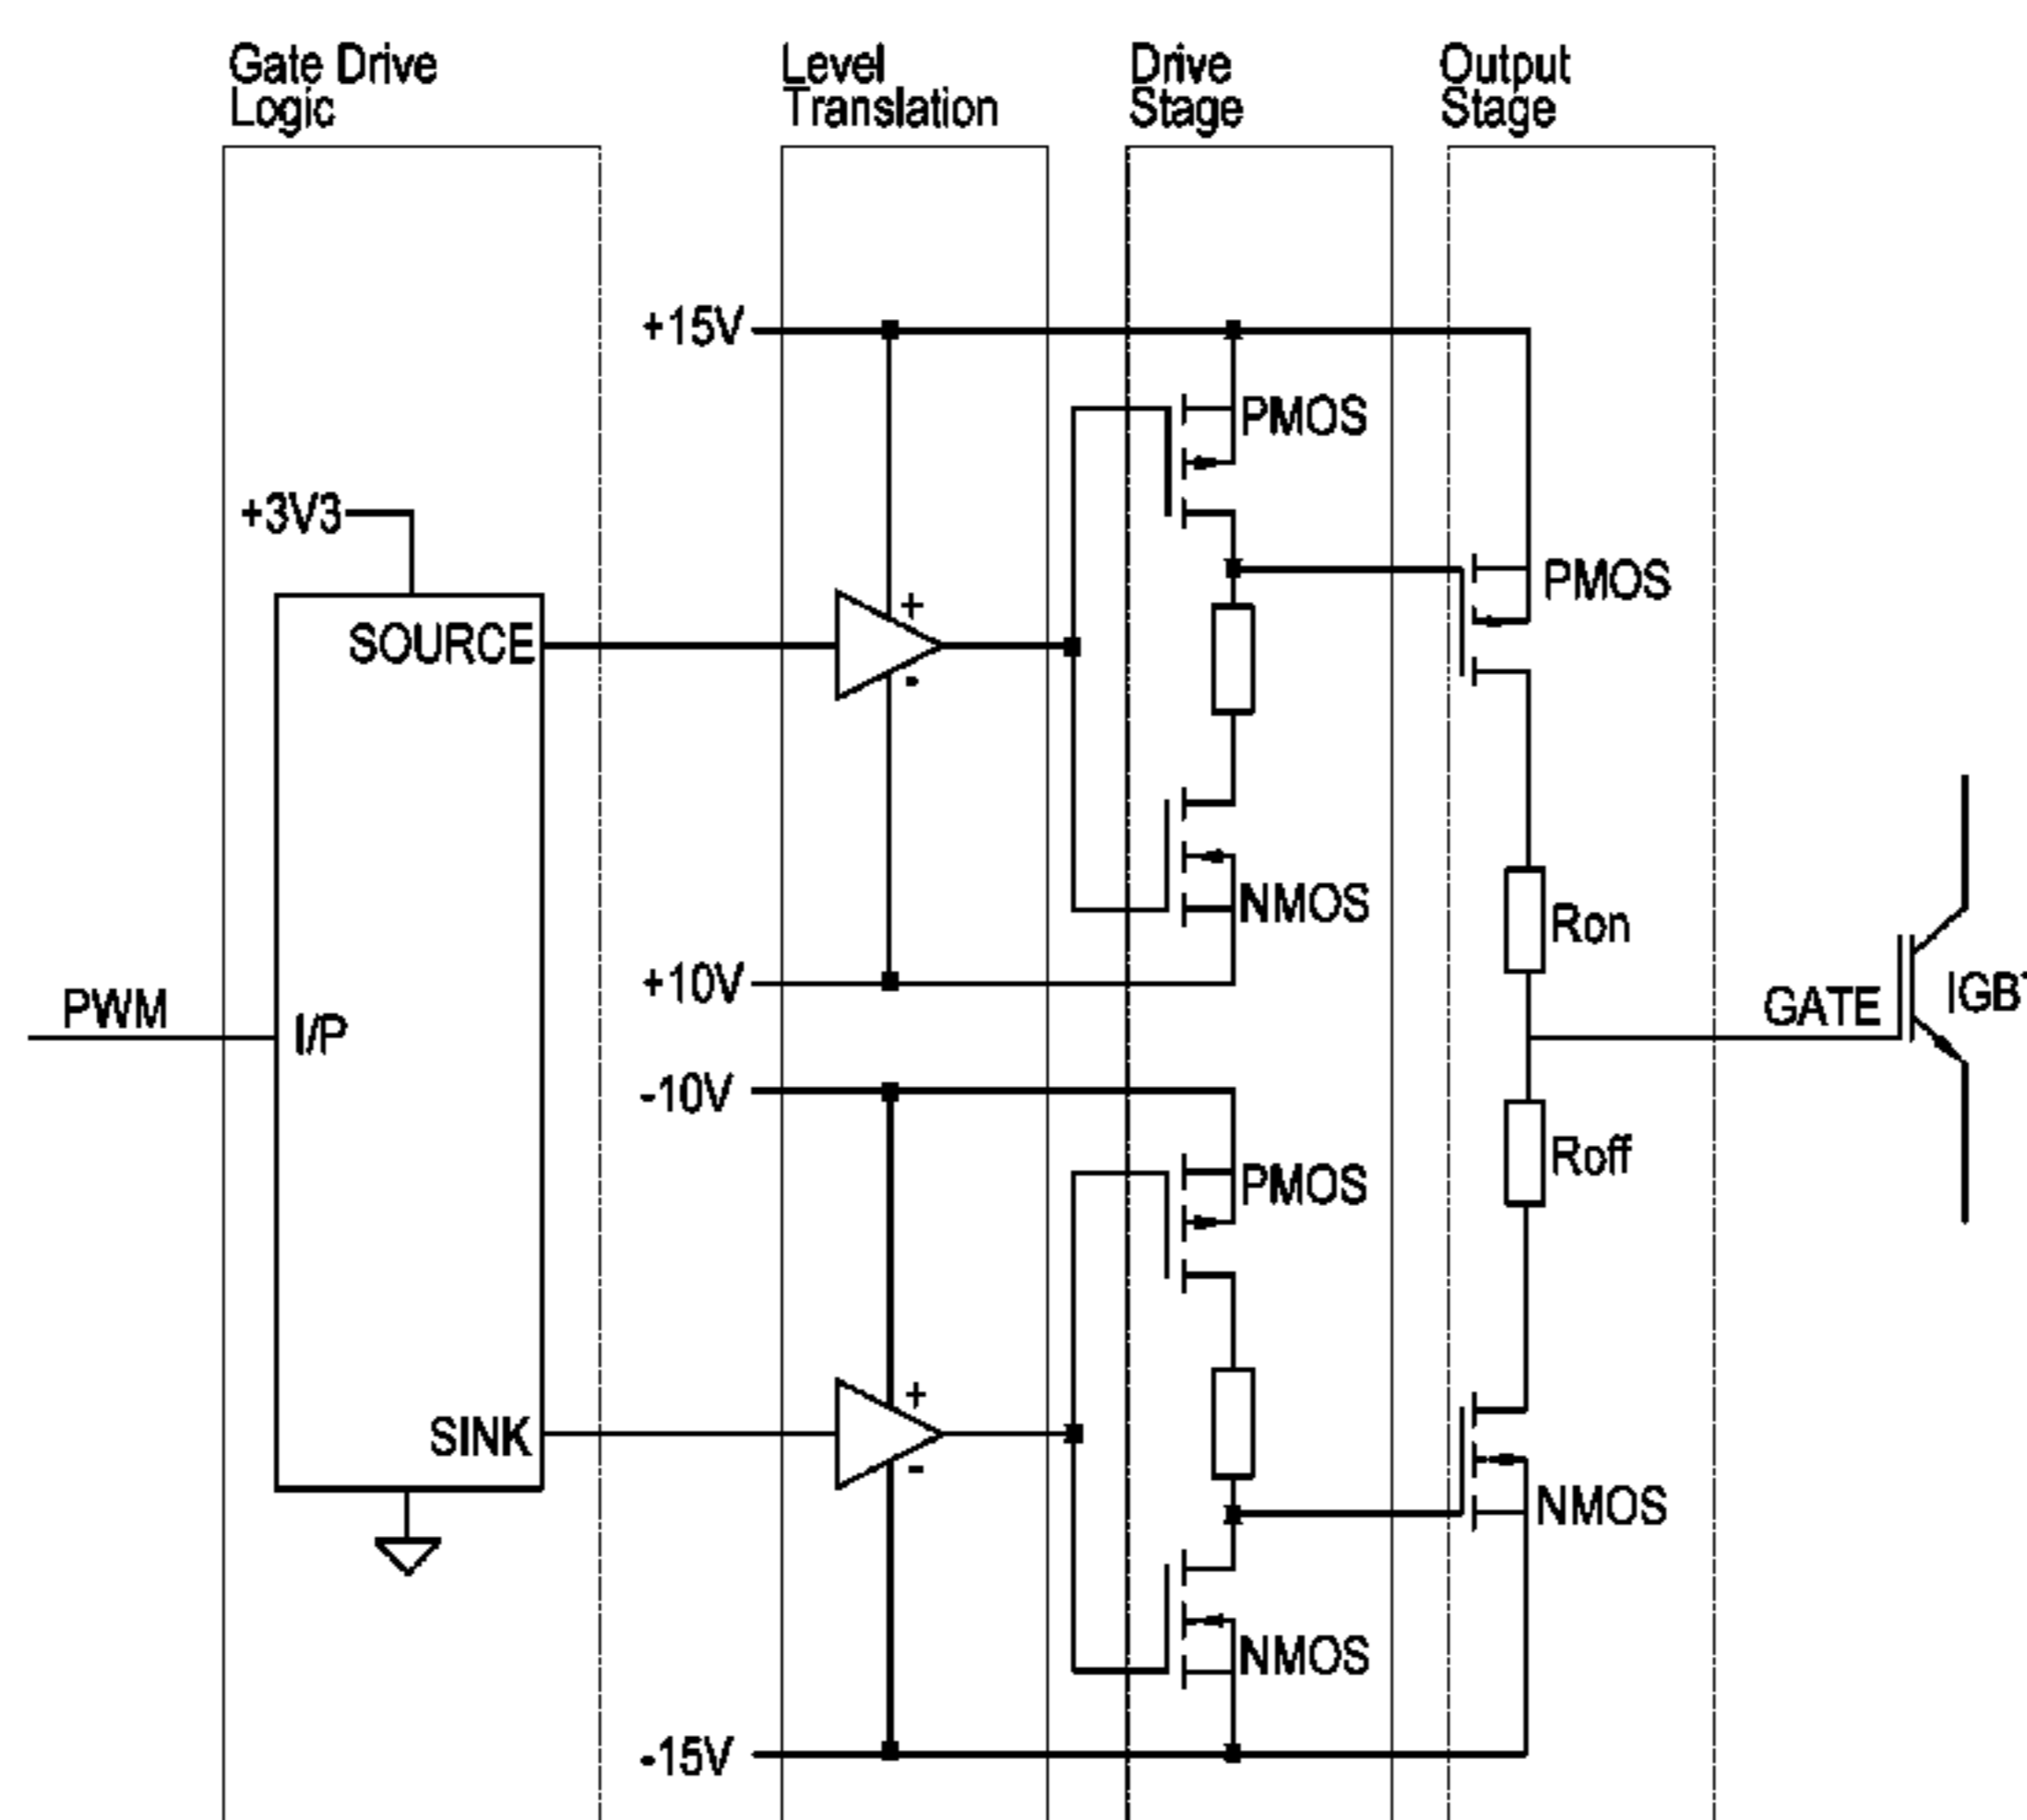 Gate Drive
Logic
Level
Translation
Drive
Stage
Output
Stage
+15V
PMOS
+3V3
PMOS
+
SOURCE
-
NMOS
Ron
+10V
PWM
I/P
GATE
IGBT
-10V
PMOS
Roff
+
SINK
-
NMOS
NMOS
-15V